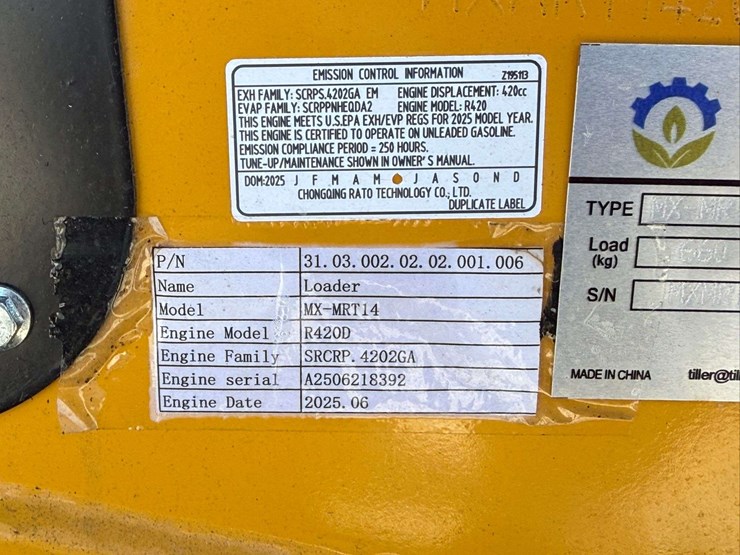 EMISSION CONTROL INFORMATION Z195113
EXH FAMILY: SCRPS.4202GA EM ENGINE DISPLACEMENT: 420cc
EVAP FAMILY: SCRPPNHEQDA2 ENGINE MODEL: R420
THIS ENGINE MEETS U.S.EPA EXH/EVP REGS FOR 2025 MODEL YEAR.
THIS ENGINE IS CERTIFIED TO OPERATE ON UNLEADED GASOLINE.
EMISSION COMPLIANCE PERIOD = 250 HOURS.
TUNE-UP/MAINTENANCE SHOWN IN OWNER'S MANUAL.
DOM:2025 J F M A M J A S O N D
CHONGQING RATO TECHNOLOGY CO., LTD.
DUPLICATE LABEL
P/N 31.03.002.02.02.001.006
Name Loader
Model MX-MRT14
Engine Model R420D
Engine Family SRCRP.4202GA
Engine serial A2506218392
Engine Date 2025.06
TYPE MX-MR
Load
(kg)
S/N
MADE IN CHINA tiller@til